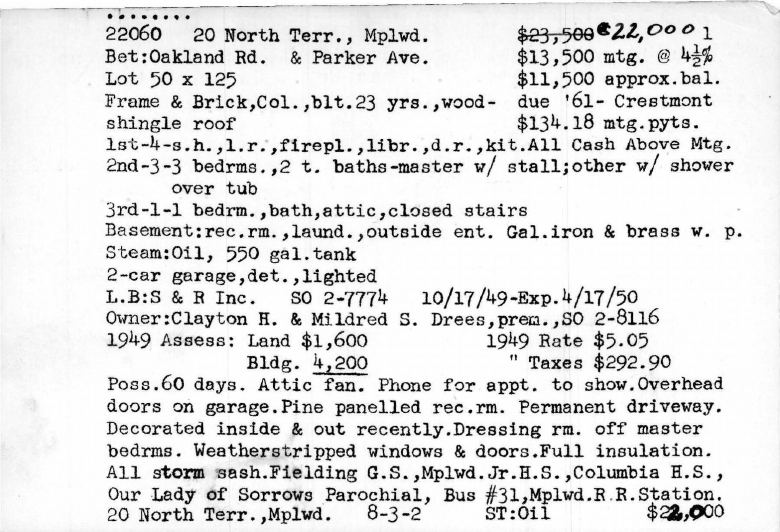 22060 20 North Terr., Mplwd. $23,500 $22,000 1
Bet:Oakland Rd. & Parker Ave. $13,500 mtg. @ 4½%
Lot 50 x 125 $11,500 approx.bal.
Frame & Brick,Col.,blt.23 yrs.,wood- due '61- Crestmont
shingle roof $134.18 mtg.pyts.
1st-4-s.h.,l.r.,firepl.,libr.,d.r.,kit.All Cash Above Mtg.
2nd-3-3 bedrms.,2 t. baths-master w/ stall;other w/ shower
over tub
3rd-1-1 bedrm.,bath,attic,closed stairs
Basement:rec.rm.,laund.,outside ent. Gal.iron & brass w. p.
Steam:Oil, 550 gal.tank
2-car garage,det.,lighted
L.B:S & R Inc. SO 2-7774 10/17/49-Exp.4/17/50
Owner:Clayton H. & Mildred S. Drees,prem.,SO 2-8116
1949 Assess: Land $1,600 1949 Rate $5.05
Bldg. 4,200 " Taxes $292.90
Poss.60 days. Attic fan. Phone for appt. to show.Overhead
doors on garage.Pine panelled rec.rm. Permanent driveway.
Decorated inside & out recently.Dressing rm. off master
bedrms. Weatherstripped windows & doors.Full insulation.
All storm sash.Fielding G.S.,Mplwd.Jr.H.S.,Columbia H.S.,
Our Lady of Sorrows Parochial, Bus #31,Mplwd.R.R.Station.
20 North Terr.,Mplwd. 8-3-2 ST:Oil $22,000